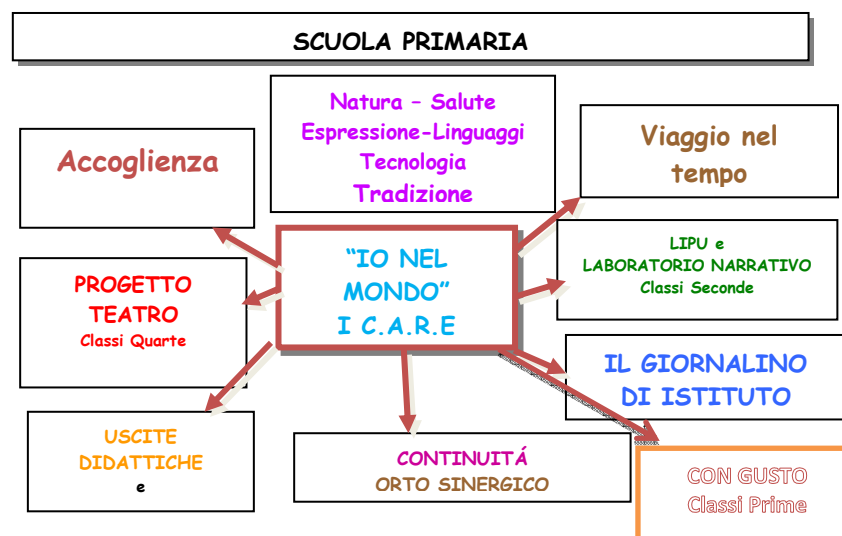 SCUOLA PRIMARIA
Natura – Salute
Espressione-Linguaggi
Tecnologia
Tradizione
Accoglienza
Viaggio nel
tempo
"IO NEL
MONDO"
I C.A.R.E
LIPU e
LABORATORIO NARRATIVO
Classi Seconde
PROGETTO
TEATRO
Classi Quarte
IL GIORNALINO
DI ISTITUTO
USCITE
DIDATTICHE
e
CONTINUITÁ
ORTO SINERGICO
CON GUSTO
Classi Prime